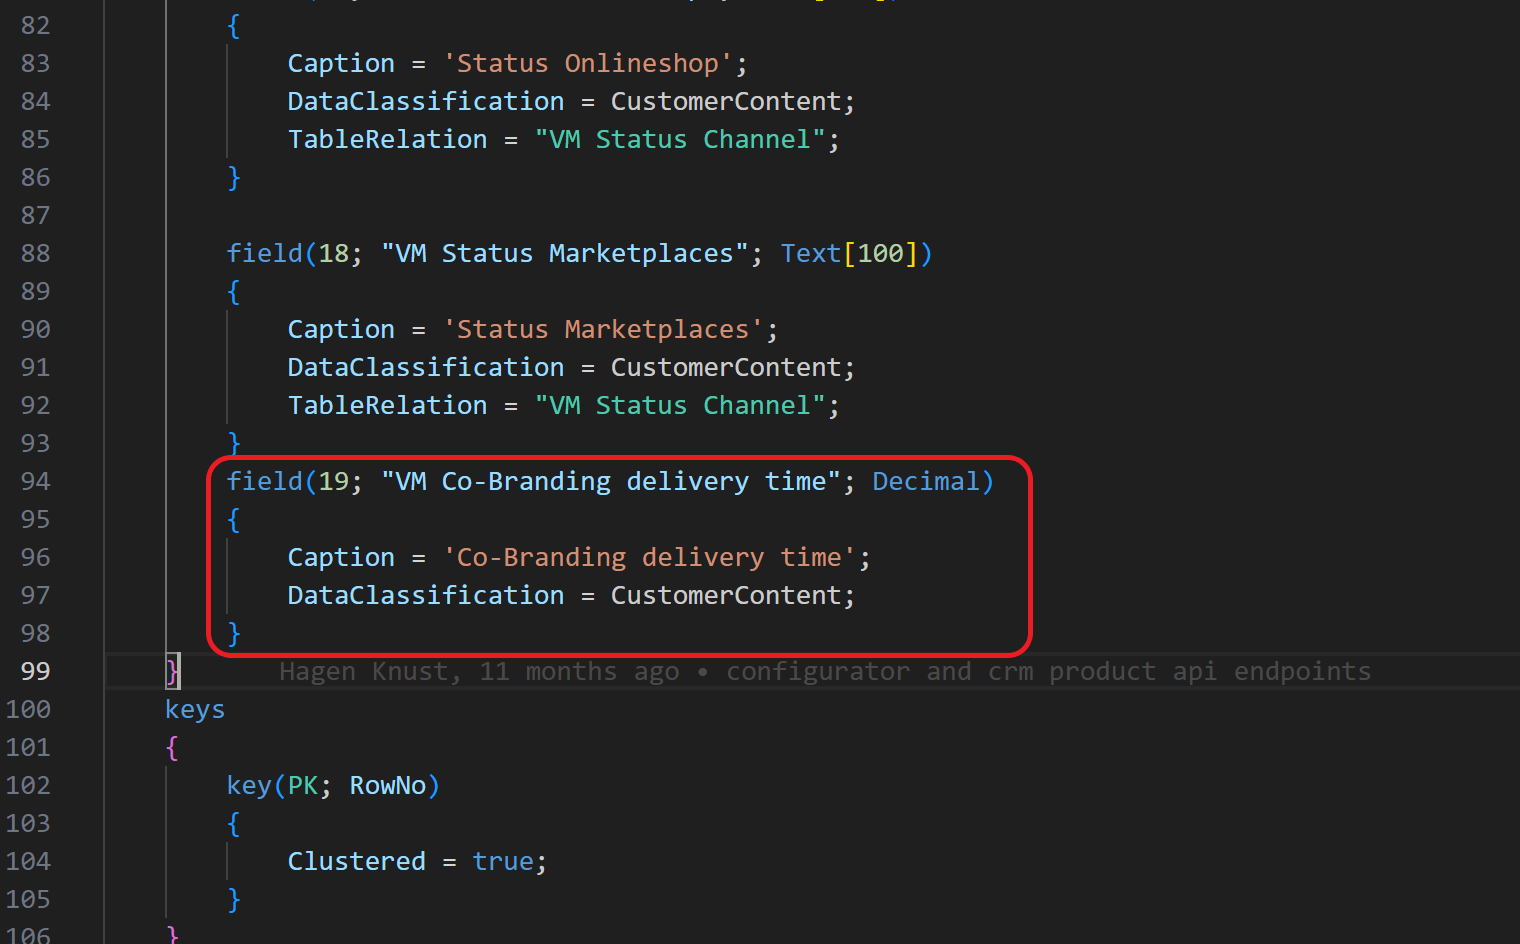 82 {
83 Caption = 'Status Onlineshop';
84 DataClassification = CustomerContent;
85 TableRelation = "VM Status Channel";
86 }
87
88 field(18; "VM Status Marketplaces"; Text[100])
89 {
90 Caption = 'Status Marketplaces';
91 DataClassification = CustomerContent;
92 TableRelation = "VM Status Channel";
93 }
94 field(19; "VM Co-Branding delivery time"; Decimal)
95 {
96 Caption = 'Co-Branding delivery time';
97 DataClassification = CustomerContent;
98 }
99 } Hagen Knust, 11 months ago • configurator and crm product api endpoints
100 keys
101 {
102 key(PK; RowNo)
103 {
104 Clustered = true;
105 }
106 }